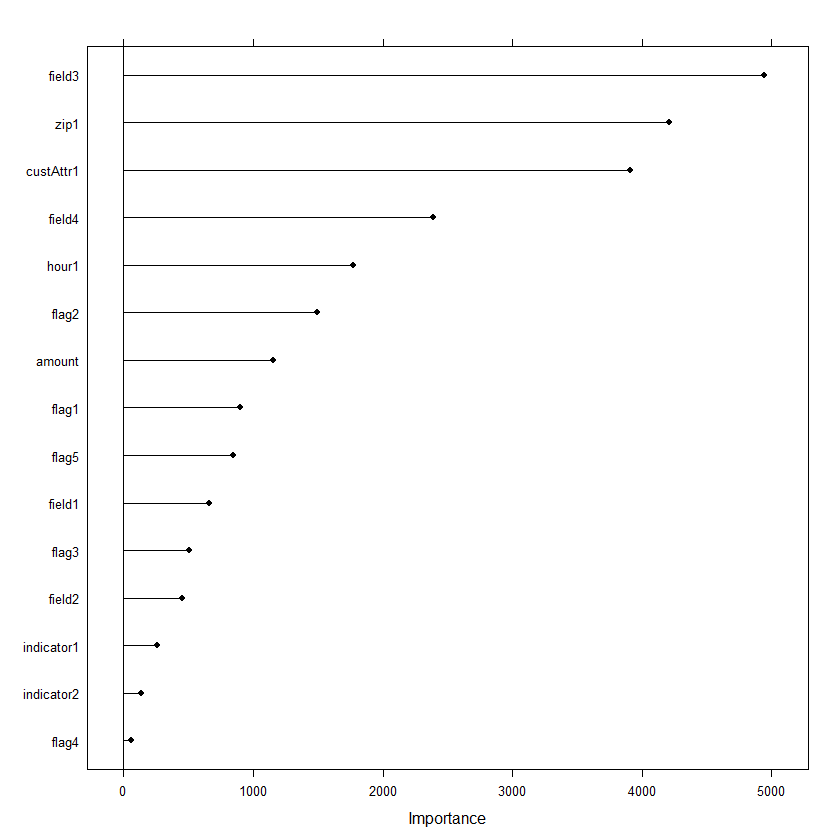 field3
zip1
custAttr1
field4
hour1
flag2
amount
flag1
flag5
field1
flag3
field2
indicator1
indicator2
flag4
0 1000 2000 3000 4000 5000
Importance